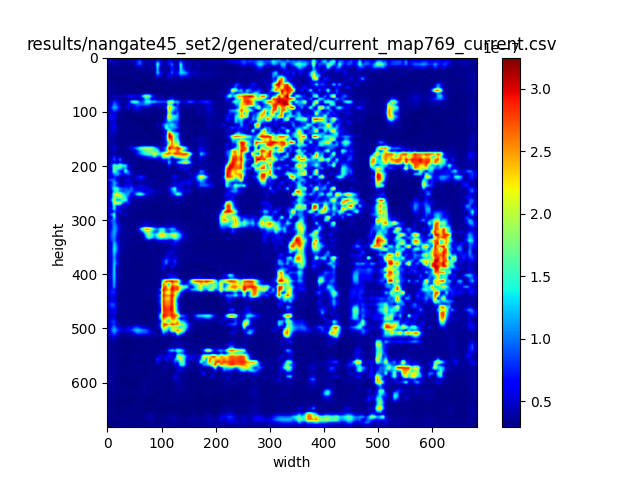 results/nangate45_set2/generated/current_map769_current.csv
1e−7
0
100
200
300
400
500
600
height
0 100 200 300 400 500 600
width
3.0
2.5
2.0
1.5
1.0
0.5